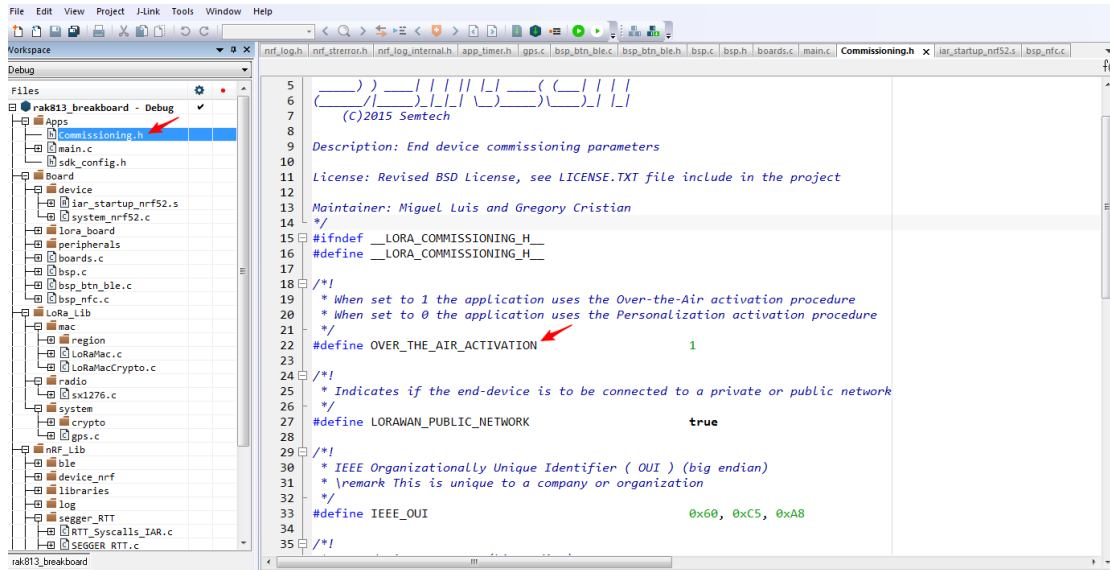 File Edit View Project J-Link Tools Window Help
Workspace
Debug
Files
rak813_breakboard - Debug
Apps
Commissioning.h
main.c
sdk_config.h
Board
device
iar_startup_nrf52.s
system_nrf52.c
lora_board
peripherals
boards.c
bsp.c
bsp_btn_ble.c
bsp_nfc.c
LoRa_Lib
mac
region
LoRaMac.c
LoRaMacCrypto.c
radio
sx1276.c
system
crypto
gps.c
nRF_Lib
ble
device_nrf
libraries
log
segger_RTT
RTT_Syscalls_IAR.c
SEGGER_RTT.c
rak813_breakboard
nrf_log.h nrf_strerror.h nrf_log_internal.h app_timer.h gps.c bsp_btn_ble.c bsp_btn_ble.h bsp.c bsp.h boards.c main.c Commissioning.h x iar_startup_nrf52.s bsp_nfc.c
5 _____) ) ____| | | || |_| ____( (___| | | |
6 (______/|_____)_|_|_| \__)_____)\____)_| |_|
7 (C)2015 Semtech
8
9 Description: End device commissioning parameters
10
11 License: Revised BSD License, see LICENSE.TXT file include in the project
12
13 Maintainer: Miguel Luis and Gregory Cristian
14 */
15 #ifndef __LORA_COMMISSIONING_H__
16 #define __LORA_COMMISSIONING_H__
17
18 /*!
19 * When set to 1 the application uses the Over-the-Air activation procedure
20 * When set to 0 the application uses the Personalization activation procedure
21 */
22 #define OVER_THE_AIR_ACTIVATION 1
23
24 /*!
25 * Indicates if the end-device is to be connected to a private or public network
26 */
27 #define LORAWAN_PUBLIC_NETWORK true
28
29 /*!
30 * IEEE Organizationally Unique Identifier ( OUI ) (big endian)
31 * \remark This is unique to a company or organization
32 */
33 #define IEEE_OUI 0x60, 0xC5, 0xA8
34
35 /*!